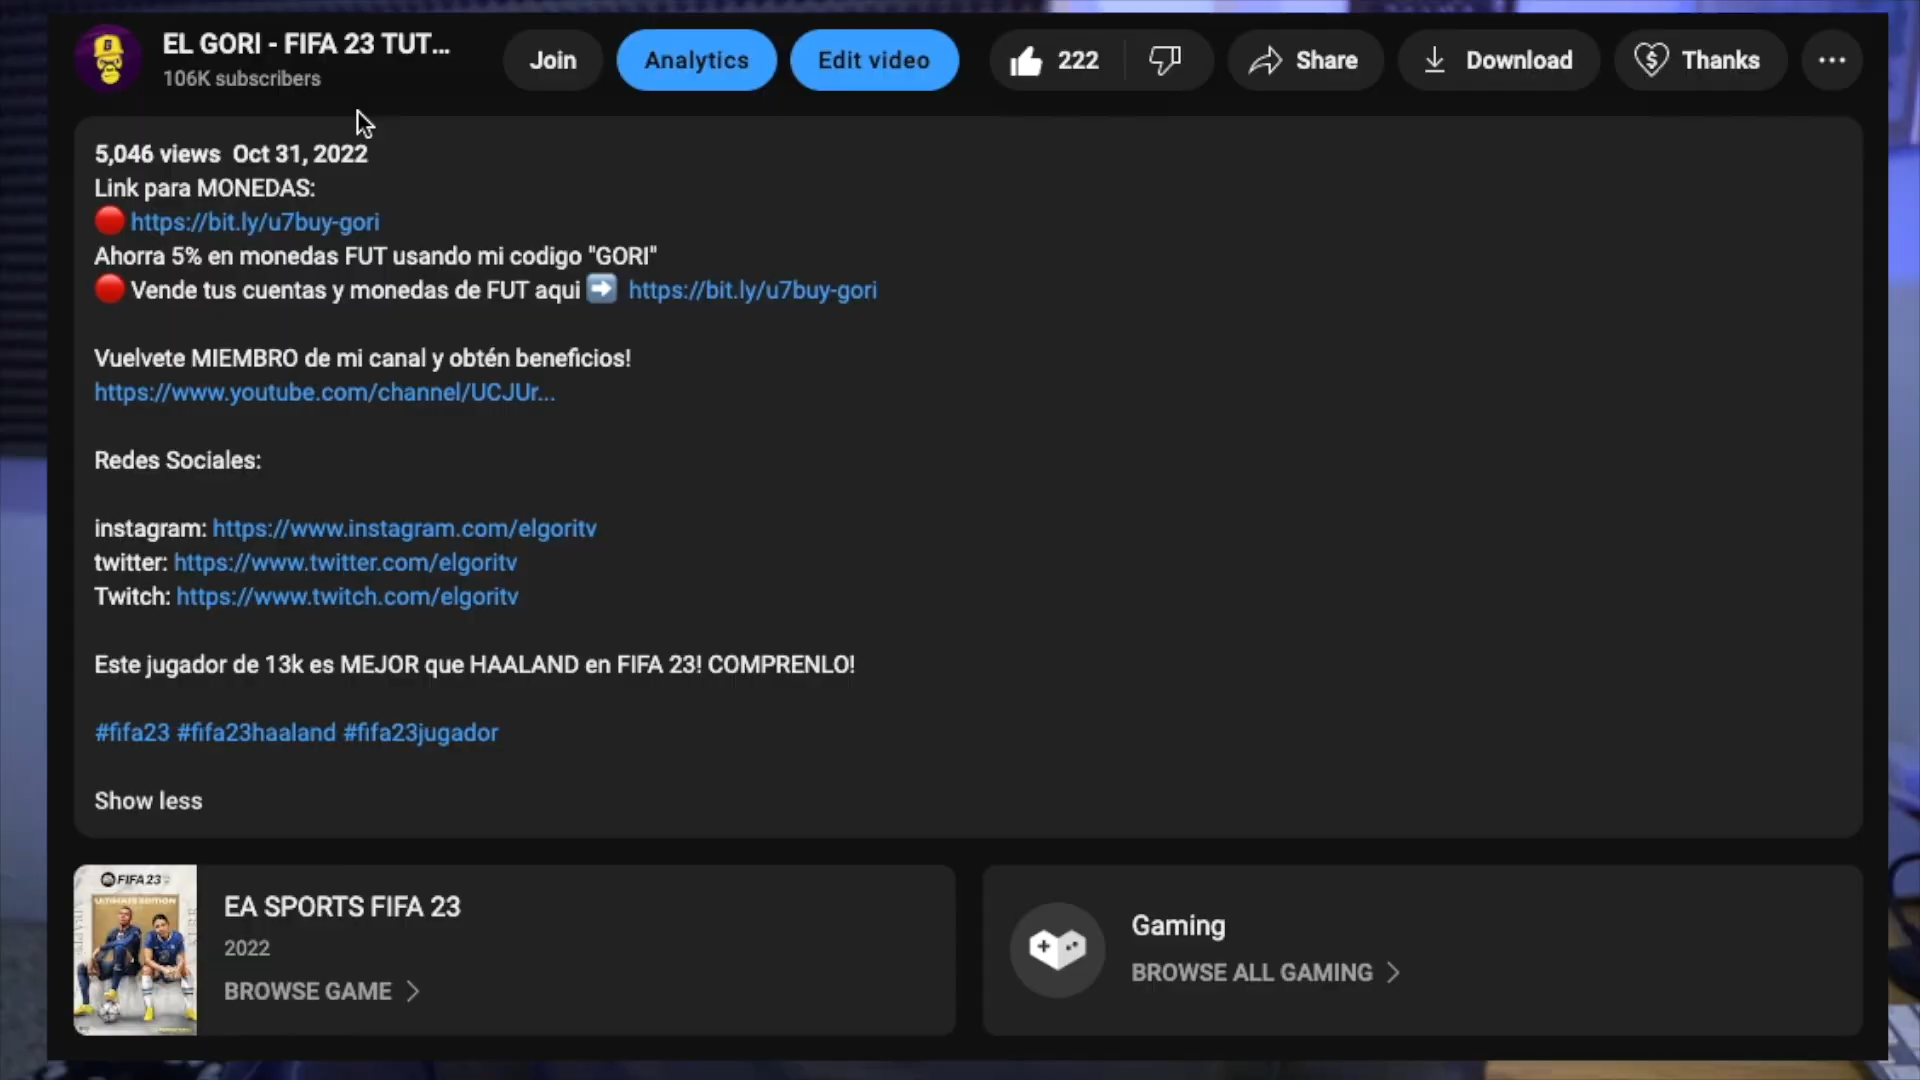 EL GORI - FIFA 23 TUT...
106K subscribers
Join
Analytics
Edit video
222
Share
Download
Thanks
5,046 views Oct 31, 2022
Link para MONEDAS:
https://bit.ly/u7buy-gori
Ahorra 5% en monedas FUT usando mi codigo "GORI"
Vende tus cuentas y monedas de FUT aqui ➡ https://bit.ly/u7buy-gori
Vuelvete MIEMBRO de mi canal y obtén beneficios!
https://www.youtube.com/channel/UCJUr...
Redes Sociales:
instagram: https://www.instagram.com/elgoritv
twitter: https://www.twitter.com/elgoritv
Twitch: https://www.twitch.com/elgoritv
Este jugador de 13k es MEJOR que HAALAND en FIFA 23! COMPRENLO!
#fifa23 #fifa23haaland #fifa23jugador
Show less
FIFA 23
ULTIMATE EDITION
EA SPORTS FIFA 23
2022
BROWSE GAME
Gaming
BROWSE ALL GAMING